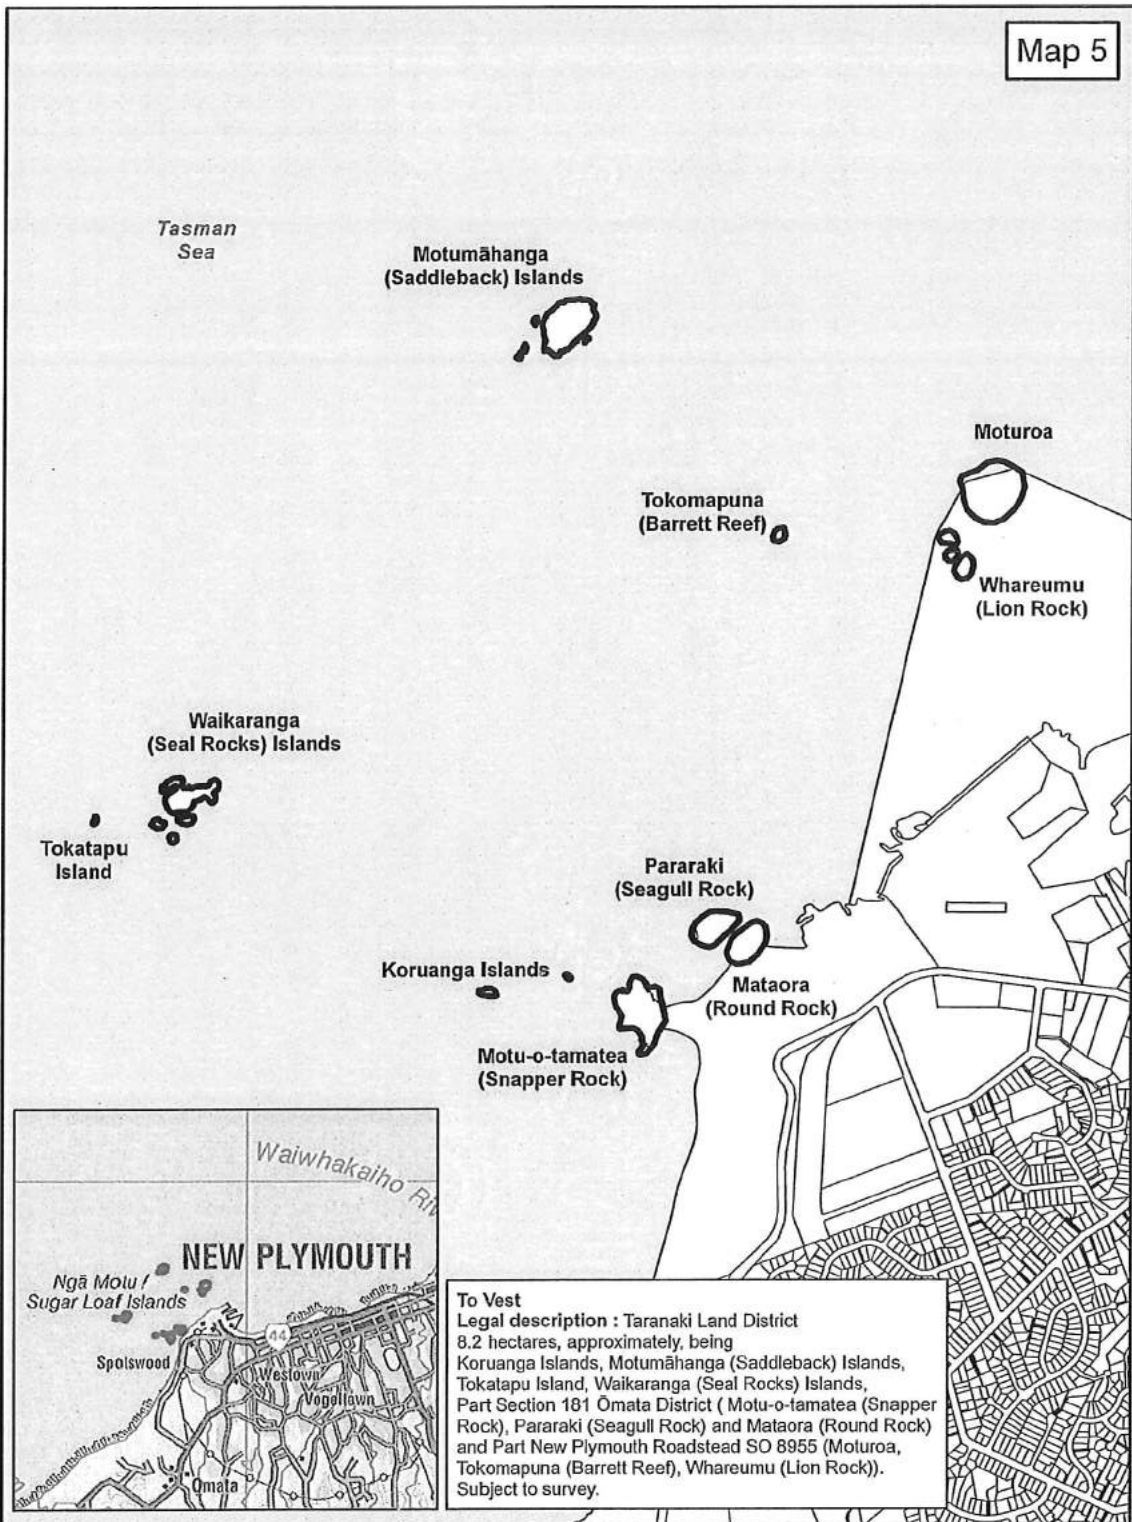 Map 5
Tasman
Sea
Motumāhanga
(Saddleback) Islands
Moturoa
Tokomapuna
(Barrett Reef)
Whareumu
(Lion Rock)
Waikaranga
(Seal Rocks) Islands
Tokatapu
Island
Pararaki
(Seagull Rock)
Koruanga Islands
Mataora
(Round Rock)
Motu-o-tamatea
(Snapper Rock)
Waiwhakaiho Riv
NEW PLYMOUTH
Ngā Motu /
Sugar Loaf Islands
44
Spotswood
Westown
Vogeltown
Omata
To Vest
Legal description : Taranaki Land District
8.2 hectares, approximately, being
Koruanga Islands, Motumāhanga (Saddleback) Islands,
Tokatapu Island, Waikaranga (Seal Rocks) Islands,
Part Section 181 Ōmata District ( Motu-o-tamatea (Snapper
Rock), Pararaki (Seagull Rock) and Mataora (Round Rock)
and Part New Plymouth Roadstead SO 8955 (Moturoa,
Tokomapuna (Barrett Reef), Whareumu (Lion Rock)).
Subject to survey.